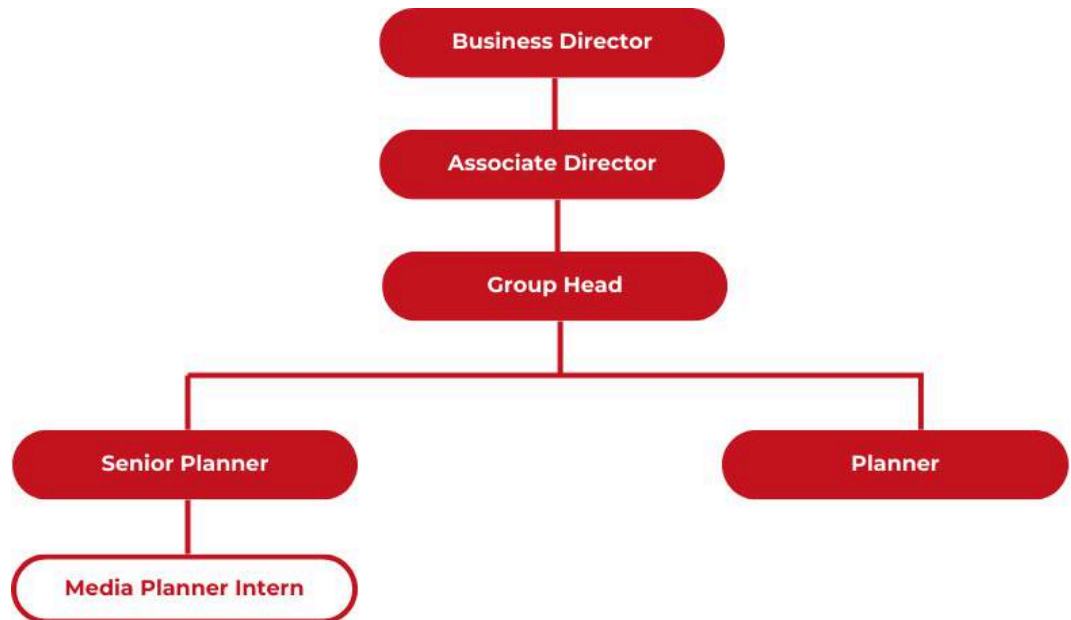 Business Director
Associate Director
Group Head
Senior Planner
Planner
Media Planner Intern